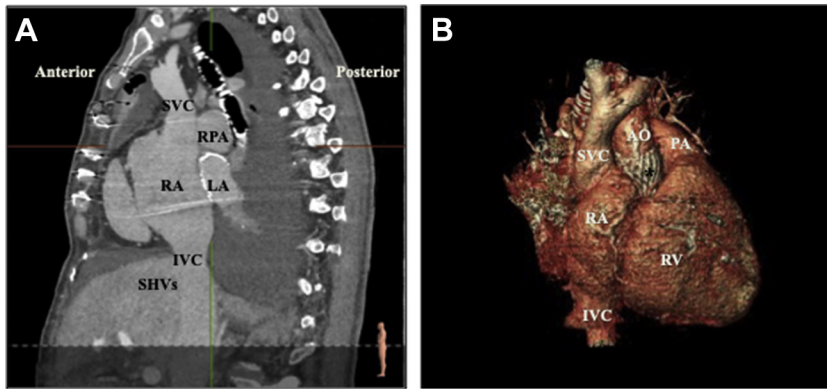 A
Anterior
Posterior
SVC
RPA
RA
LA
IVC
SHVs
B
AO
PA
SVC
*
RA
RV
IVC